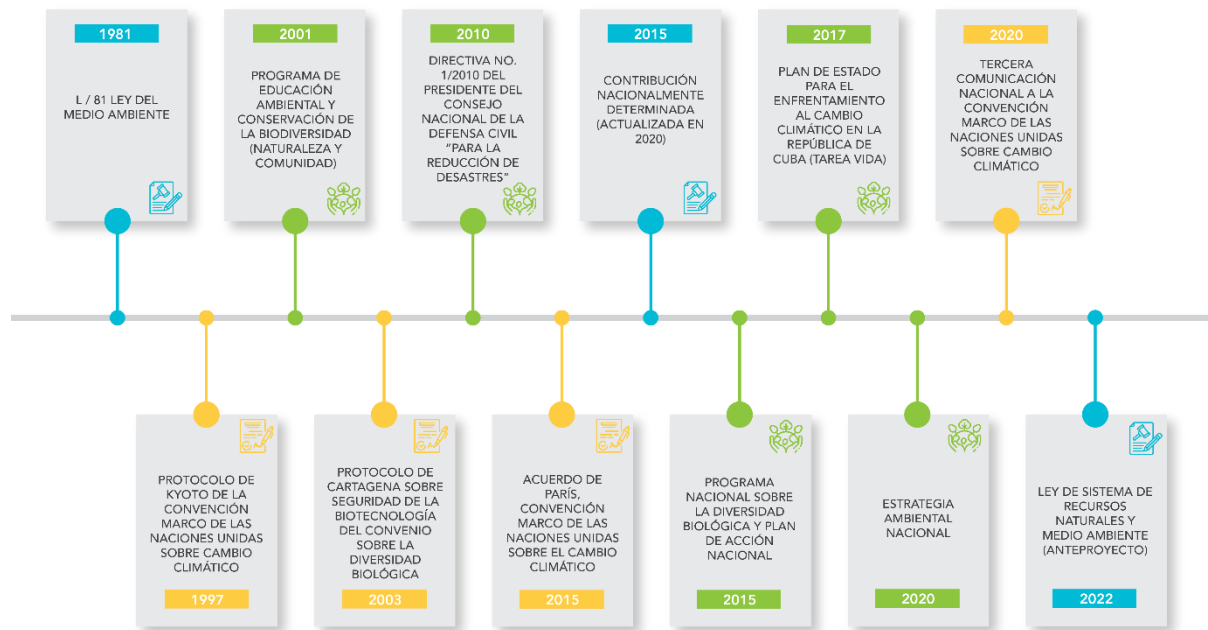 1981
L / 81 LEY DEL
MEDIO AMBIENTE
2001
PROGRAMA DE
EDUCACIÓN
AMBIENTAL Y
CONSERVACIÓN DE
LA BIODIVERSIDAD
(NATURALEZA Y
COMUNIDAD)
2010
DIRECTIVA NO.
1/2010 DEL
PRESIDENTE DEL
CONSEJO
NACIONAL DE LA
DEFENSA CIVIL
“PARA LA
REDUCCIÓN DE
DESASTRES”
2015
CONTRIBUCIÓN
NACIONALMENTE
DETERMINADA
(ACTUALIZADA EN
2020)
2017
PLAN DE ESTADO
PARA EL
ENFRENTAMIENTO
AL CAMBIO
CLIMÁTICO EN LA
REPÚBLICA DE
CUBA (TAREA VIDA)
2020
TERCERA
COMUNICACIÓN
NACIONAL A LA
CONVENCIÓN
MARCO DE LAS
NACIONES UNIDAS
SOBRE CAMBIO
CLIMÁTICO
PROTOCOLO DE
KYOTO DE LA
CONVENCIÓN
MARCO DE LAS
NACIONES UNIDAS
SOBRE CAMBIO
CLIMÁTICO
1997
PROTOCOLO DE
CARTAGENA SOBRE
SEGURIDAD DE LA
BIOTECNOLOGÍA
DEL CONVENIO
SOBRE LA
DIVERSIDAD
BIOLÓGICA
2003
ACUERDO DE
PARÍS,
CONVENCIÓN
MARCO DE LAS
NACIONES UNIDAS
SOBRE EL CAMBIO
CLIMÁTICO
2015
PROGRAMA
NACIONAL SOBRE
LA DIVERSIDAD
BIOLÓGICA Y PLAN
DE ACCIÓN
NACIONAL
2015
ESTRATEGIA
AMBIENTAL
NACIONAL
2020
LEY DE SISTEMA DE
RECURSOS
NATURALES Y
MEDIO AMBIENTE
(ANTEPROYECTO)
2022